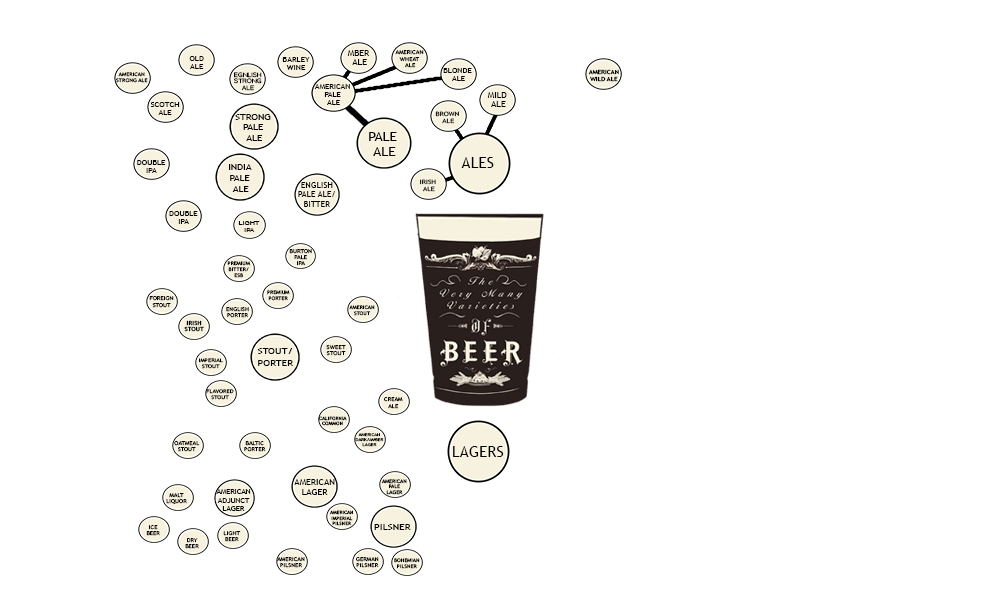 OLD
ALE
BARLEY
WINE
MBER
ALE
AMERICAN
WHEAT
ALE
BLONDE
ALE
AMERICAN
WILD ALE
AMERICAN
STRONG ALE
EGNLISH
STRONG
ALE
AMERICAN
PALE
ALE
MILD
ALE
SCOTCH
ALE
BROWN
ALE
STRONG
PALE
ALE
PALE
ALE
ALES
DOUBLE
IPA
INDIA
PALE
ALE
ENGLISH
PALE ALE/
BITTER
IRISH
ALE
DOUBLE
IPA
LIGHT
IPA
BURTON
PALE
IPA
PREMIUM
BITTER/
ESB
The
Very Many
Varieties
OF
BEER
FOREIGN
STOUT
ENGLISH
PORTER
PREMIUM
PORTER
AMERICAN
STOUT
IRISH
STOUT
IMPERIAL
STOUT
STOUT/
PORTER
SWEET
STOUT
FLAVORED
STOUT
CREAM
ALE
CALIFORNIA
COMMON
AMERICAN
DARK/AMBER
LAGER
OATMEAL
STOUT
BALTIC
PORTER
LAGERS
AMERICAN
LAGER
AMERICAN
PALE
LAGER
MALT
LIQUOR
AMERICAN
ADJUNCT
LAGER
AMERICAN
IMPERIAL
PILSNER
PILSNER
ICE
BEER
DRY
BEER
LIGHT
BEER
AMERICAN
PILSNER
GERMAN
PILSNER
BOHEMIAN
PILSNER